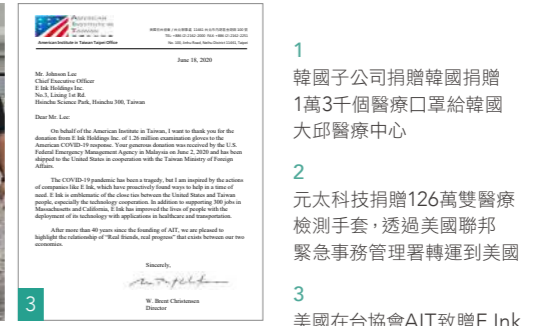 AMERICAN
INSTITUTE IN
TAIWAN
American Institute in Taiwan Taipei Office
No. 100, Jinhu Road, Neihu District 11461, Taipei
June 18, 2020
Mr. Johnson Lee
Chief Executive Officer
E Ink Holdings Inc.
No.3, Lixing 1st Rd.
Hsinchu Science Park, Hsinchu 300, Taiwan
Dear Mr. Lee:
On behalf of the American Institute in Taiwan, I want to thank you for the
donation from E Ink Holdings Inc. of 1.26 million examination gloves to the
American COVID-19 response. Your generous donation was received by the U.S.
Federal Emergency Management Agency in Malaysia on June 2, 2020 and has been
shipped to the United States in cooperation with the Taiwan Ministry of Foreign
Affairs.
The COVID-19 pandemic has been a tragedy, but I am inspired by the actions
of companies like E Ink, which have proactively found ways to help in a time of
need. E Ink is emblematic of the close ties between the United States and Taiwan
people, especially the technology cooperation. In addition to supporting 300 jobs in
Massachusetts and California, E Ink has improved the lives of people with the
deployment of its technology with applications in healthcare and transportation.
After more than 40 years since the founding of AIT, we are pleased to
highlight the relationship of “Real friends, real progress” that exists between our two
economies.
Sincerely,
W. Brent Christensen
Director
3
1
韓國子公司捐贈韓國捐贈
1萬3千個醫療口罩給韓國
大邱醫療中心
2
元太科技捐贈126萬雙醫療
檢測手套，透過美國聯邦
緊急事務管理署轉運到美國
3
美國在台協會AIT致贈E Ink